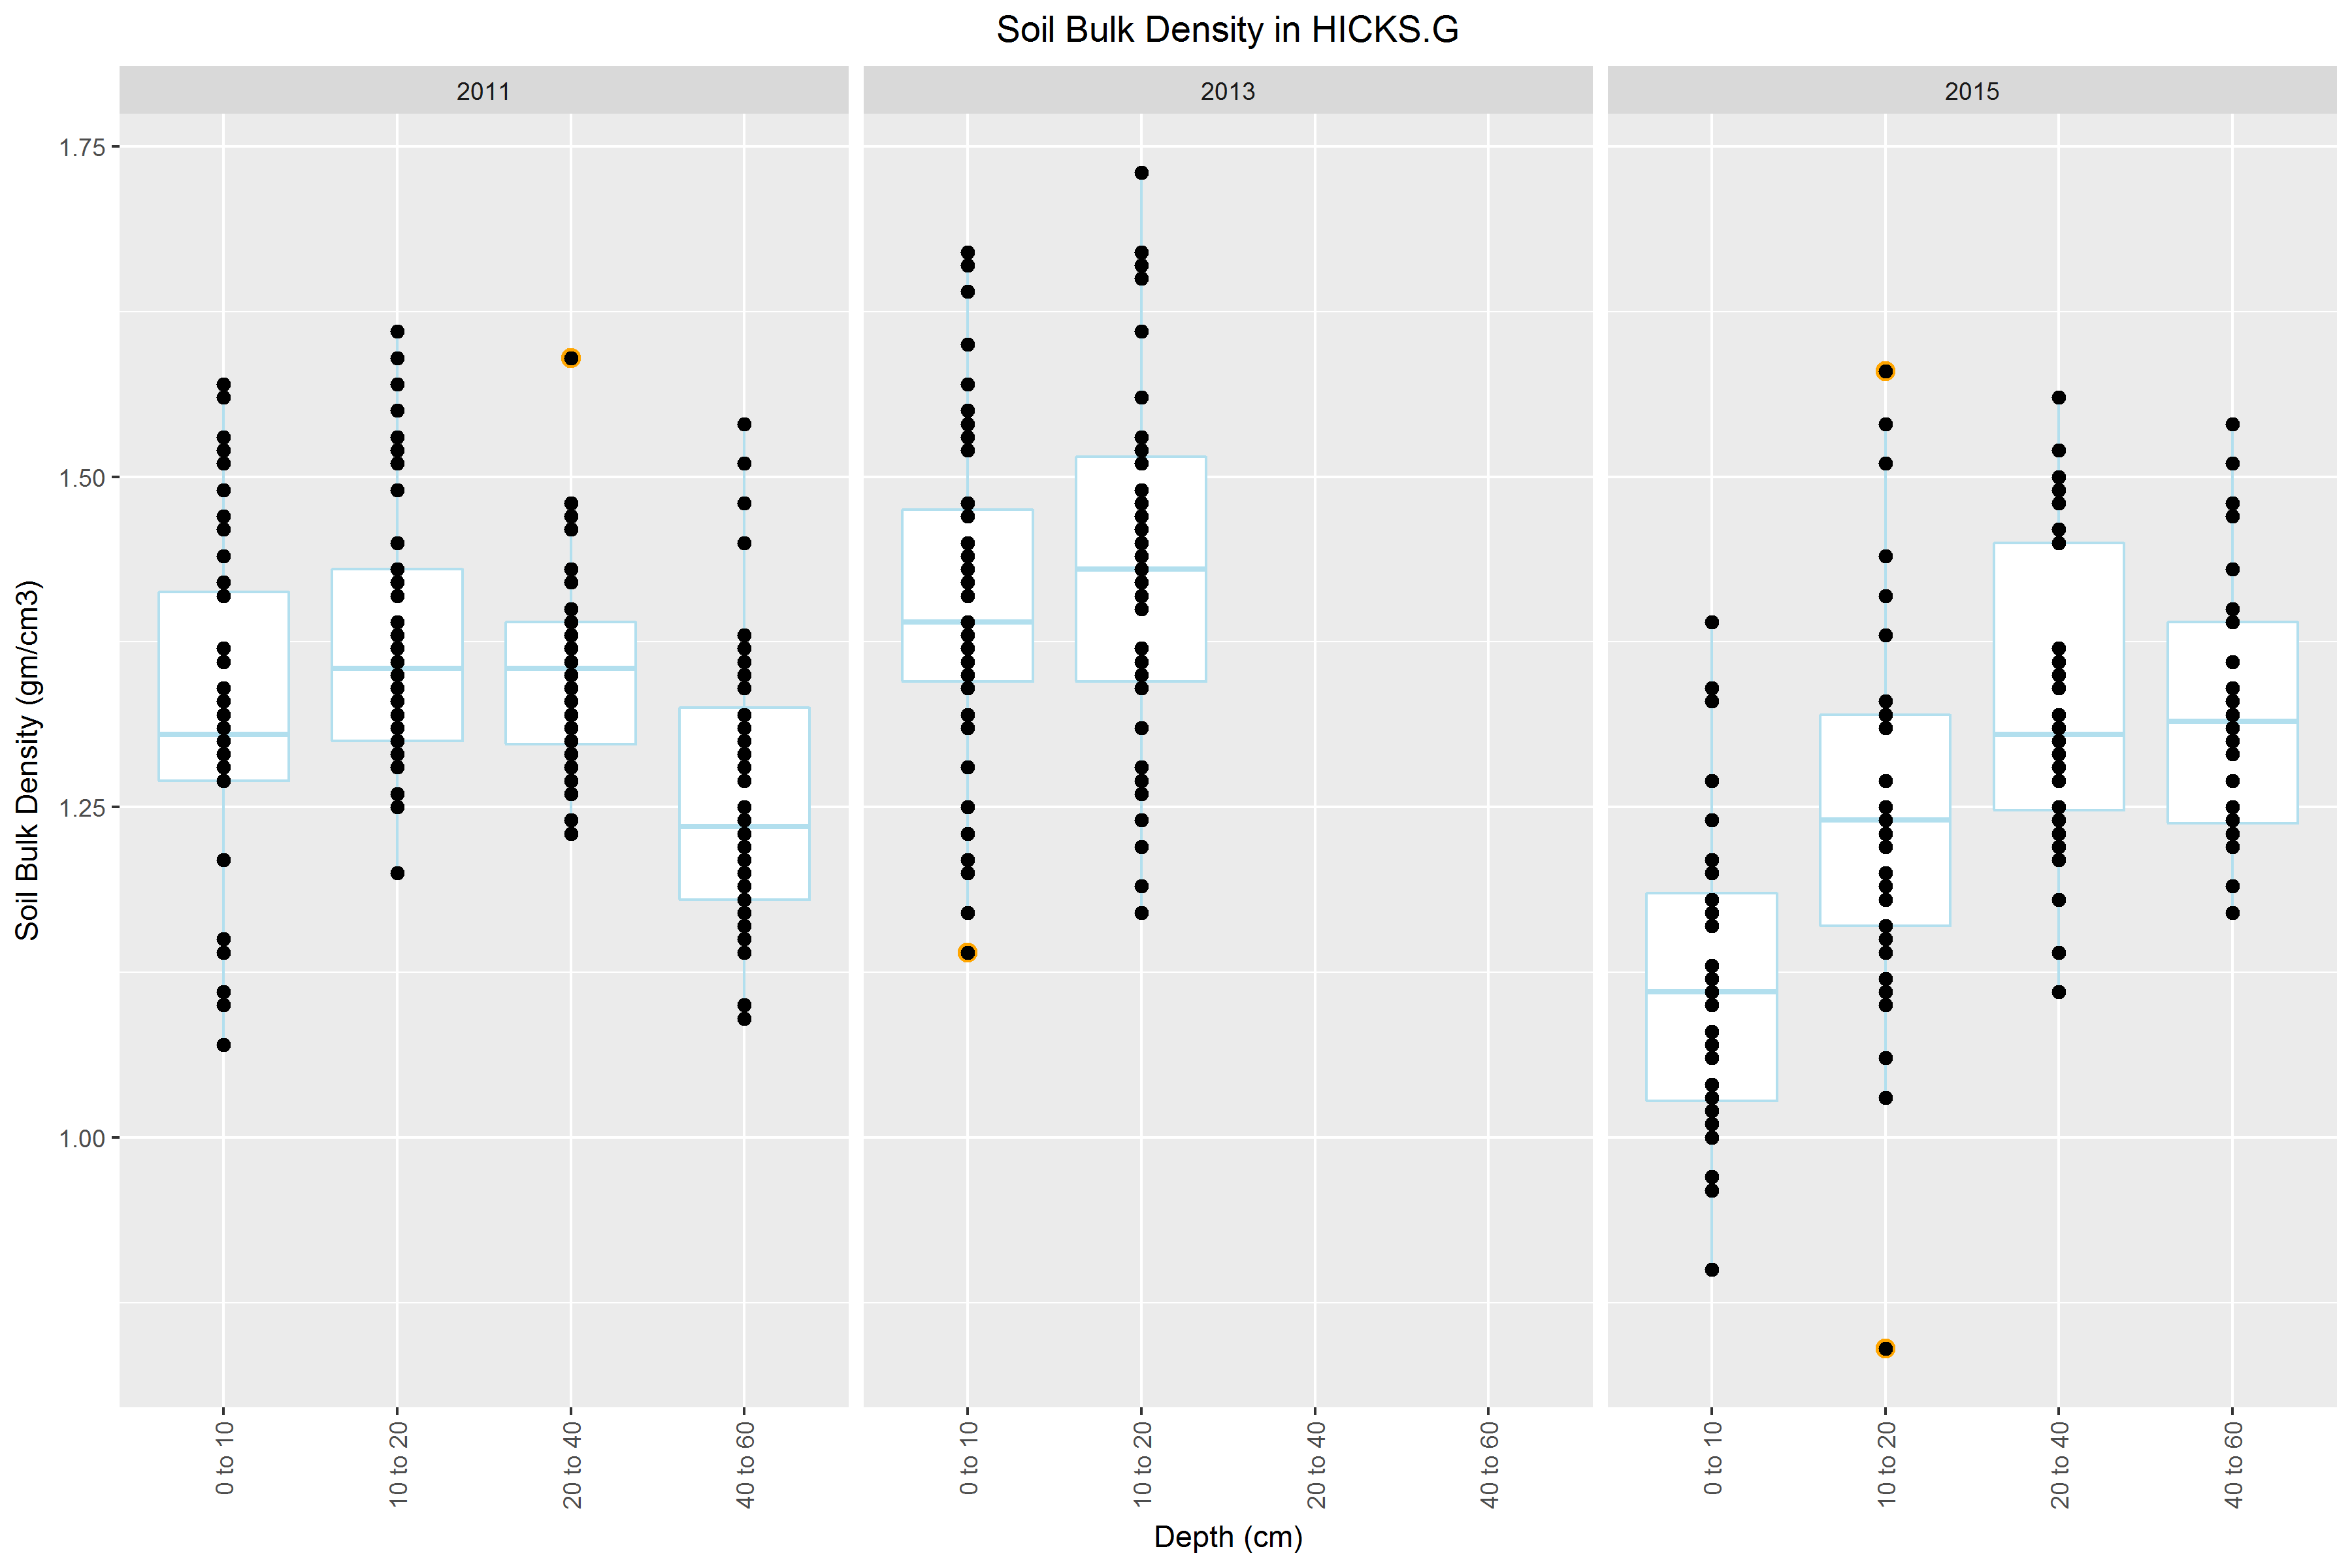 Soil Bulk Density in HICKS.G
2011 2013 2015
Soil Bulk Density (gm/cm3)
1.75
1.50
1.25
1.00
0 to 10 10 to 20 20 to 40 40 to 60 0 to 10 10 to 20 20 to 40 40 to 60 0 to 10 10 to 20 20 to 40 40 to 60
Depth (cm)